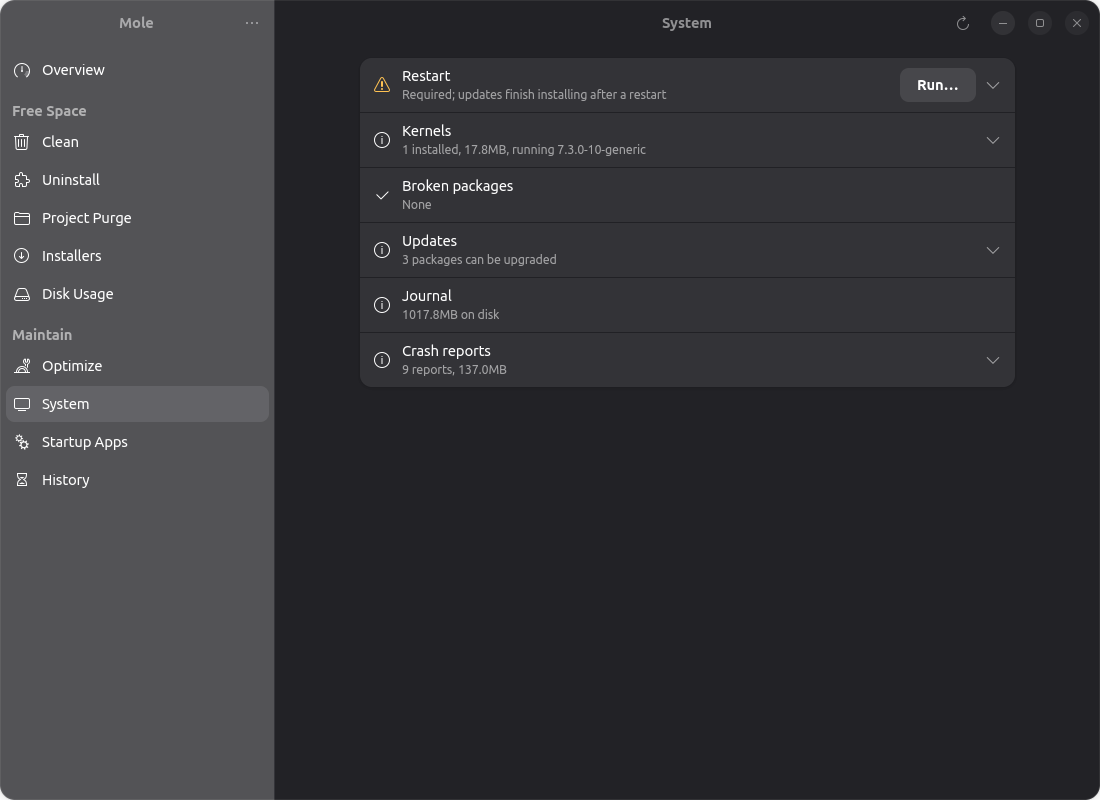 Mole
System
Overview
Free Space
Clean
Uninstall
Project Purge
Installers
Disk Usage
Maintain
Optimize
System
Startup Apps
History
Restart
Required; updates finish installing after a restart
Run…
Kernels
1 installed, 17.8MB, running 7.3.0-10-generic
Broken packages
None
Updates
3 packages can be upgraded
Journal
1017.8MB on disk
Crash reports
9 reports, 137.0MB